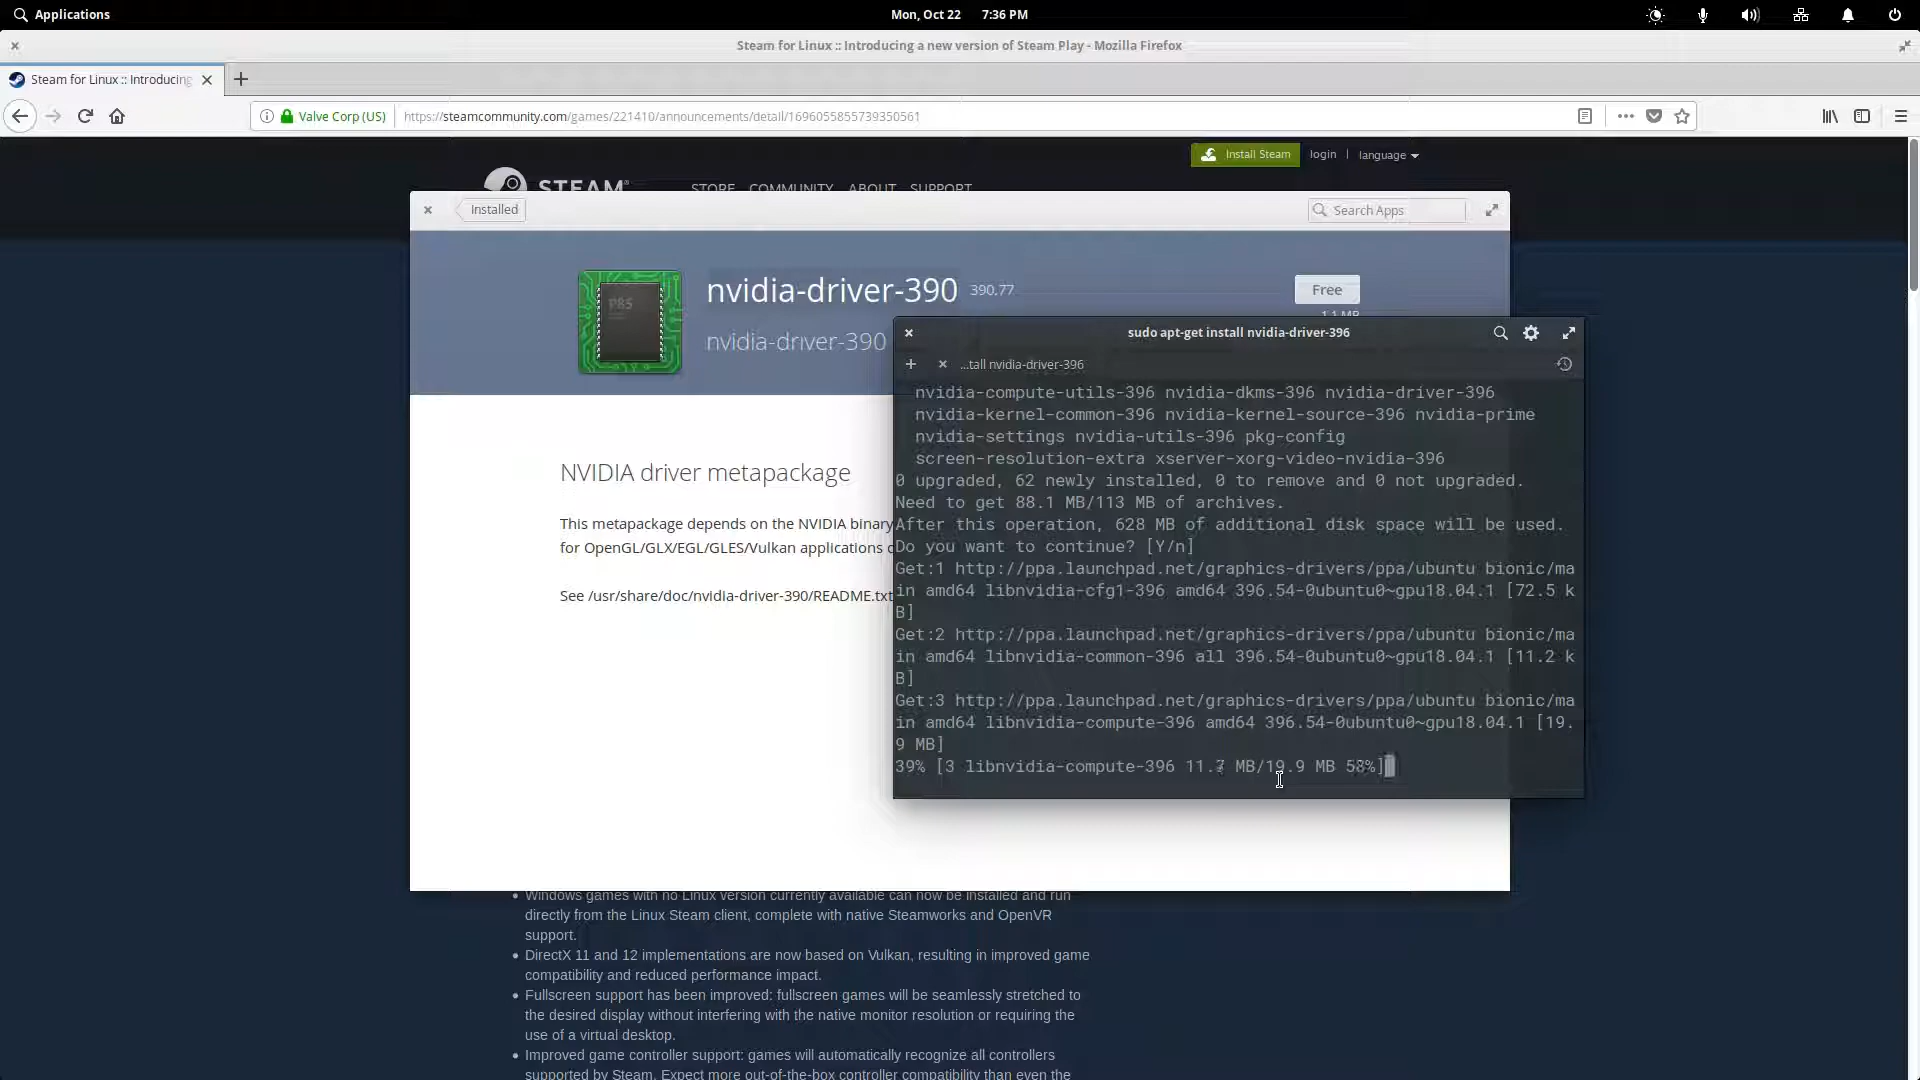 Applications
Mon, Oct 22 7:36 PM
Steam for Linux :: Introducing a new version of Steam Play - Mozilla Firefox
Steam for Linux :: Introducing
Valve Corp (US)
https://steamcommunity.com/games/221410/announcements/detail/1696055855739350561
Install Steam
login
language
STEAM
STORE COMMUNITY ABOUT SUPPORT
Installed
Search Apps
P85
nvidia-driver-390 390.77
Free
1.1 MB
nvidia-driver-390
NVIDIA driver metapackage
This metapackage depends on the NVIDIA binary
for OpenGL/GLX/EGL/GLES/Vulkan applications
See /usr/share/doc/nvidia-driver-390/README.txt
sudo apt-get install nvidia-driver-396
...tall nvidia-driver-396
nvidia-compute-utils-396 nvidia-dkms-396 nvidia-driver-396
nvidia-kernel-common-396 nvidia-kernel-source-396 nvidia-prime
nvidia-settings nvidia-utils-396 pkg-config
screen-resolution-extra xserver-xorg-video-nvidia-396
0 upgraded, 62 newly installed, 0 to remove and 0 not upgraded.
Need to get 88.1 MB/113 MB of archives.
After this operation, 628 MB of additional disk space will be used.
Do you want to continue? [Y/n]
Get:1 http://ppa.launchpad.net/graphics-drivers/ppa/ubuntu bionic/ma
in amd64 libnvidia-cfg1-396 amd64 396.54-0ubuntu0~gpu18.04.1 [72.5 k
B]
Get:2 http://ppa.launchpad.net/graphics-drivers/ppa/ubuntu bionic/ma
in amd64 libnvidia-common-396 all 396.54-0ubuntu0~gpu18.04.1 [11.2 k
B]
Get:3 http://ppa.launchpad.net/graphics-drivers/ppa/ubuntu bionic/ma
in amd64 libnvidia-compute-396 amd64 396.54-0ubuntu0~gpu18.04.1 [19.
9 MB]
39% [3 libnvidia-compute-396 11.7 MB/19.9 MB 58%]
Windows games with no Linux version currently available can now be installed and run
directly from the Linux Steam client, complete with native Steamworks and OpenVR
support.
DirectX 11 and 12 implementations are now based on Vulkan, resulting in improved game
compatibility and reduced performance impact.
Fullscreen support has been improved: fullscreen games will be seamlessly stretched to
the desired display without interfering with the native monitor resolution or requiring the
use of a virtual desktop.
Improved game controller support: games will automatically recognize all controllers
supported by Steam. Expect more out-of-the-box controller compatibility than even the